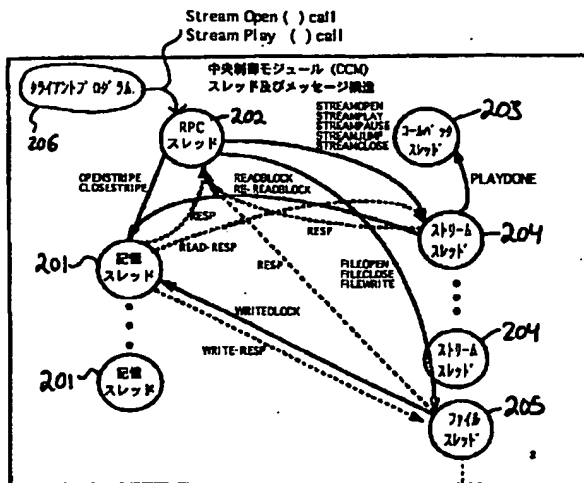 Stream Open ( ) call
Stream Play ( ) call
中央制御モジュール (CCM)
スレッド及びメッセージ構造
クライアントプログラム.
206
202
RPC
スレッド
STREAMOPEN
STREAMPLAY
STREAMPAUSE
STREAMJUMP
STREAMCLOSE
203
コールバック
スレッド
PLAYDONE
OPENSTRIPE
CLOSESTRIPE
READBLOCK
RE-READBLOCK
RESP
READ-RESP
RESP
RESP
ストリーム
スレッド
204
201
記憶
スレッド
FILEOPEN
FILECLOSE
FILEWRITE
WRITEDLOCK
WRITE-RESP
ストリーム
スレッド
204
201
記憶
スレッド
ファイル
スレッド
205